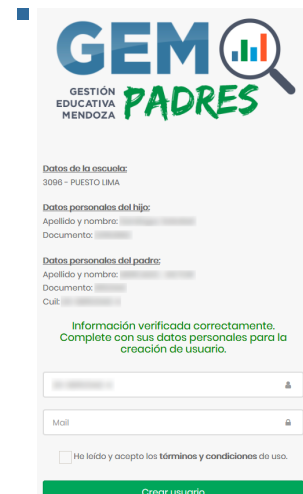 GEM
GESTIÓN
EDUCATIVA
MENDOZA
PADRES
Datos de la escuela:
3096 - PUESTO LIMA
Datos personales del hijo:
Apellido y nombre:
Documento:
Datos personales del padre:
Apellido y nombre:
Documento:
Cuil:
Información verificada correctamente.
Complete con sus datos personales para la
creación de usuario.
Mail
He leído y acepto los términos y condiciones de uso.
Crear usuario